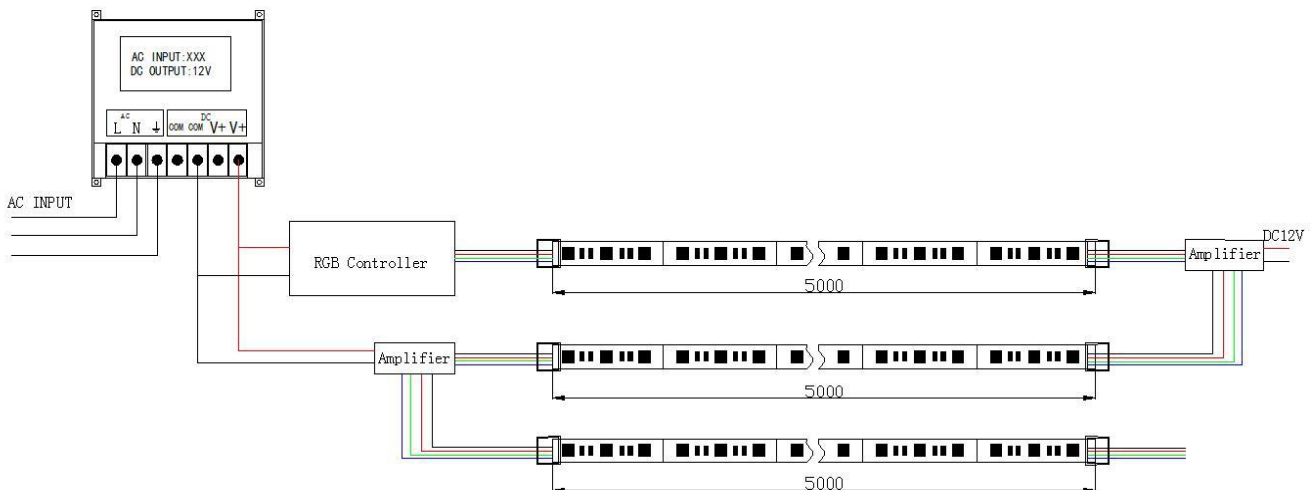 AC INPUT:XXX
DC OUTPUT:12V
AC
DC
L N ⏚ COM COM V+ V+
AC INPUT
RGB Controller
DC12V
Amplifier
5000
Amplifier
5000
5000